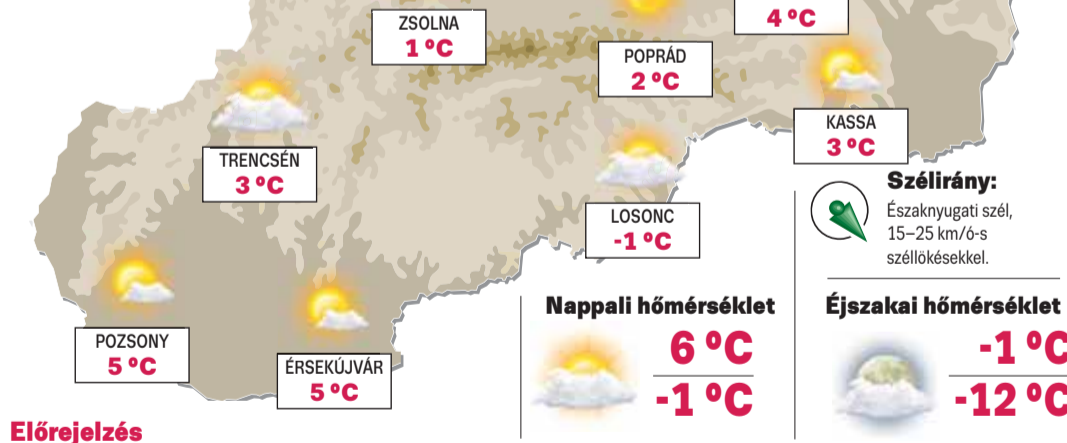 ZSOLNA
1 ºC
4 ºC
POPRÁD
2 ºC
KASSA
3 ºC
TRENCSÉN
3 ºC
LOSONC
-1 ºC
POZSONY
5 ºC
ÉRSEKÚJVÁR
5 ºC
Szélirány:
Északnyugati szél,
15–25 km/ó-s
széllökésekkel.
Nappali hőmérséklet
6 ºC
-1 ºC
Éjszakai hőmérséklet
-1 ºC
-12 ºC
Előrejelzés